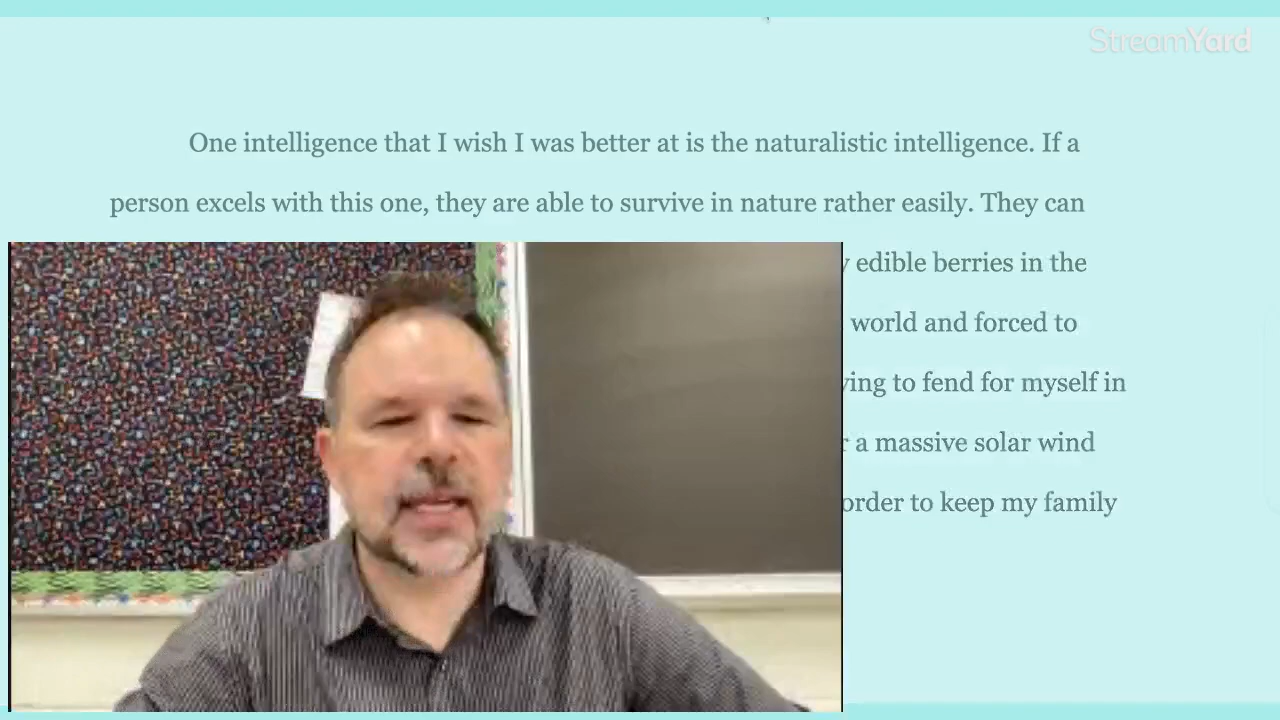 StreamYard
One intelligence that I wish I was better at is the naturalistic intelligence. If a
person excels with this one, they are able to survive in nature rather easily. They can
edible berries in the
world and forced to
to fend for myself in
a massive solar wind
order to keep my family